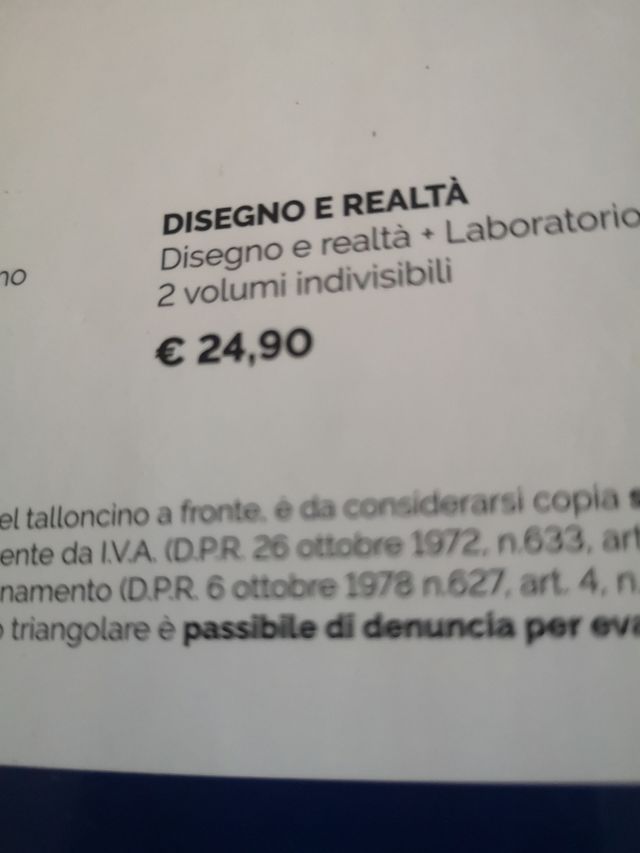 DISEGNO E REALTÀ
Disegno e realtà + Laboratorio
no
2 volumi indivisibili
€ 24,90
el talloncino a fronte, è da considerarsi copia s
ente da I.V.A. (D.P.R. 26 ottobre 1972, n.633, art
namento (D.P.R. 6 ottobre 1978 n.627, art. 4, n.
o triangolare è passibile di denuncia per eva